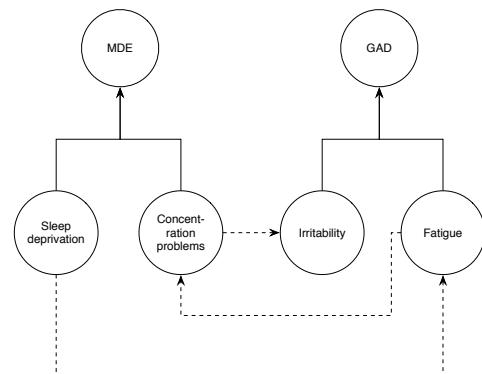 MDE
GAD
Sleep
deprivation
Concent-
ration
problems
Irritability
Fatigue